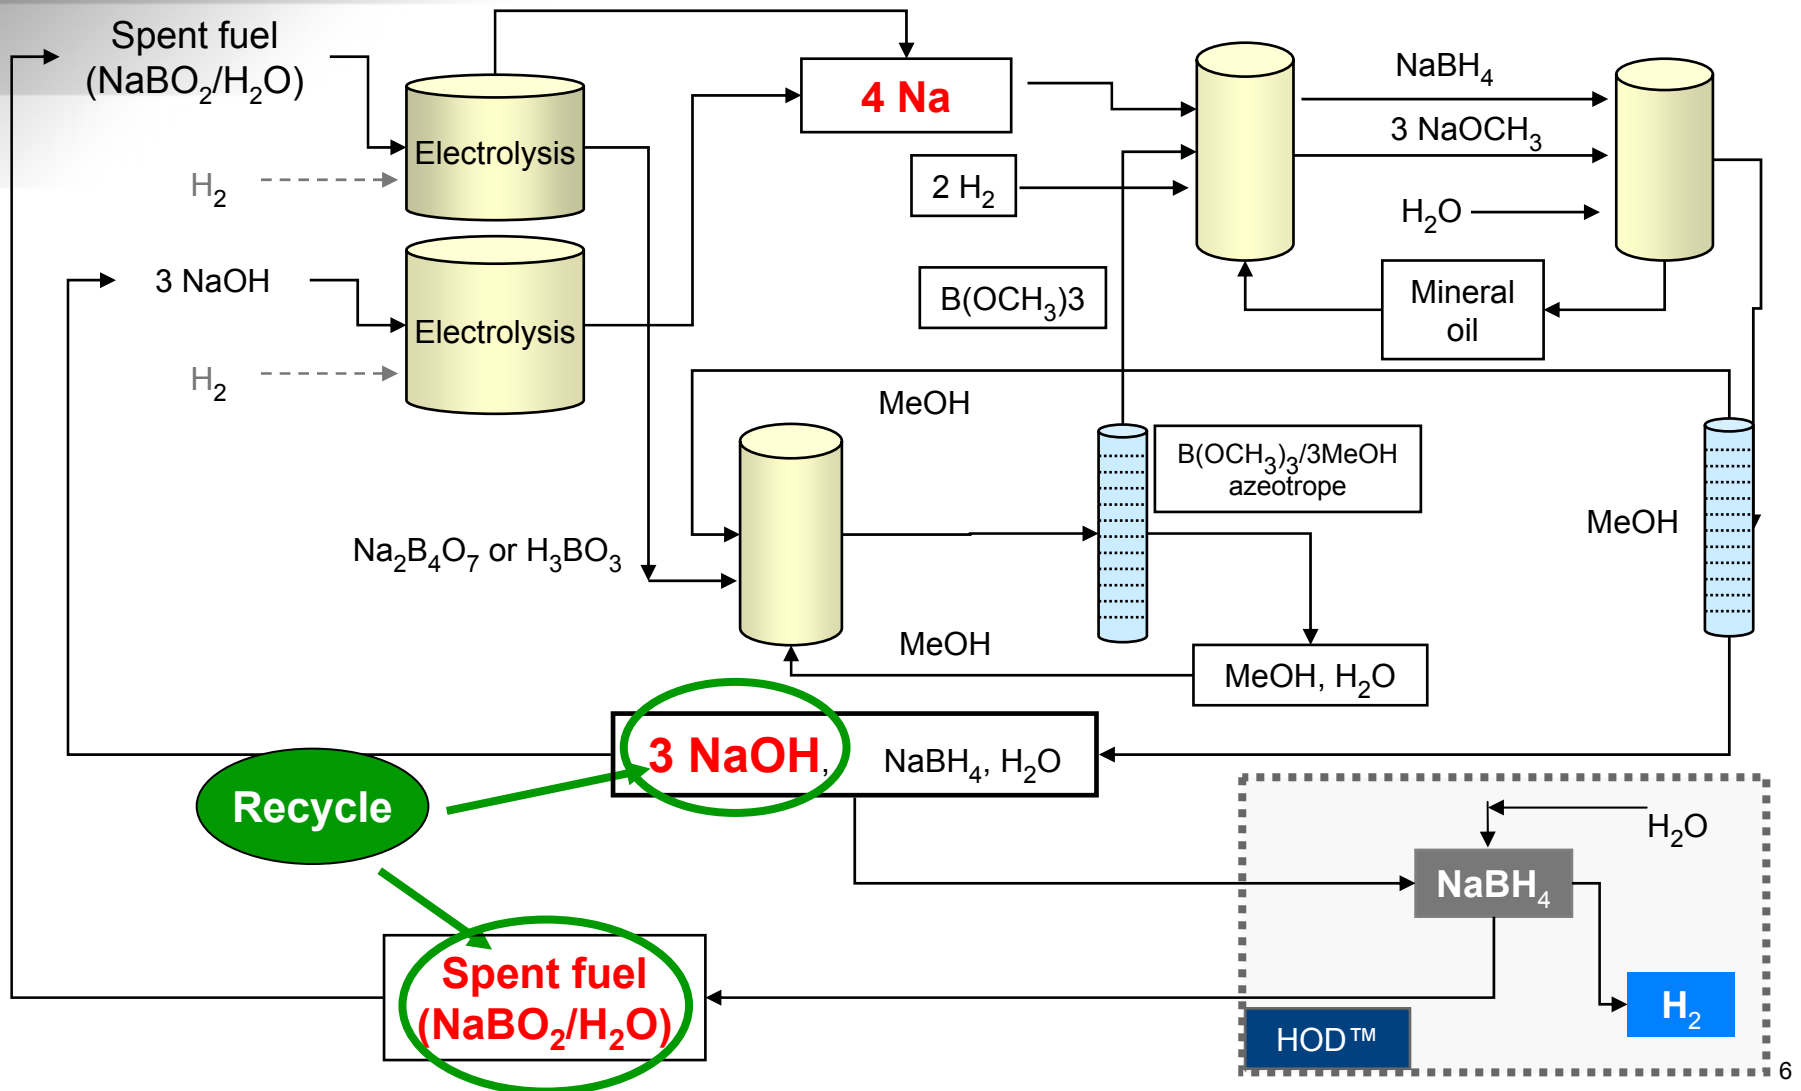 Spent fuel
(NaBO₂/H₂O)
4 Na
NaBH₄
3 NaOCH₃
Electrolysis
H₂
2 H₂
H₂O
3 NaOH
B(OCH₃)3
Mineral
oil
Electrolysis
H₂
MeOH
B(OCH₃)₃/3MeOH
azeotrope
MeOH
Na₂B₄O₇ or H₃BO₃
MeOH
MeOH, H₂O
3 NaOH, NaBH₄, H₂O
Recycle
H₂O
NaBH₄
Spent fuel
(NaBO₂/H₂O)
H₂
HOD™
6